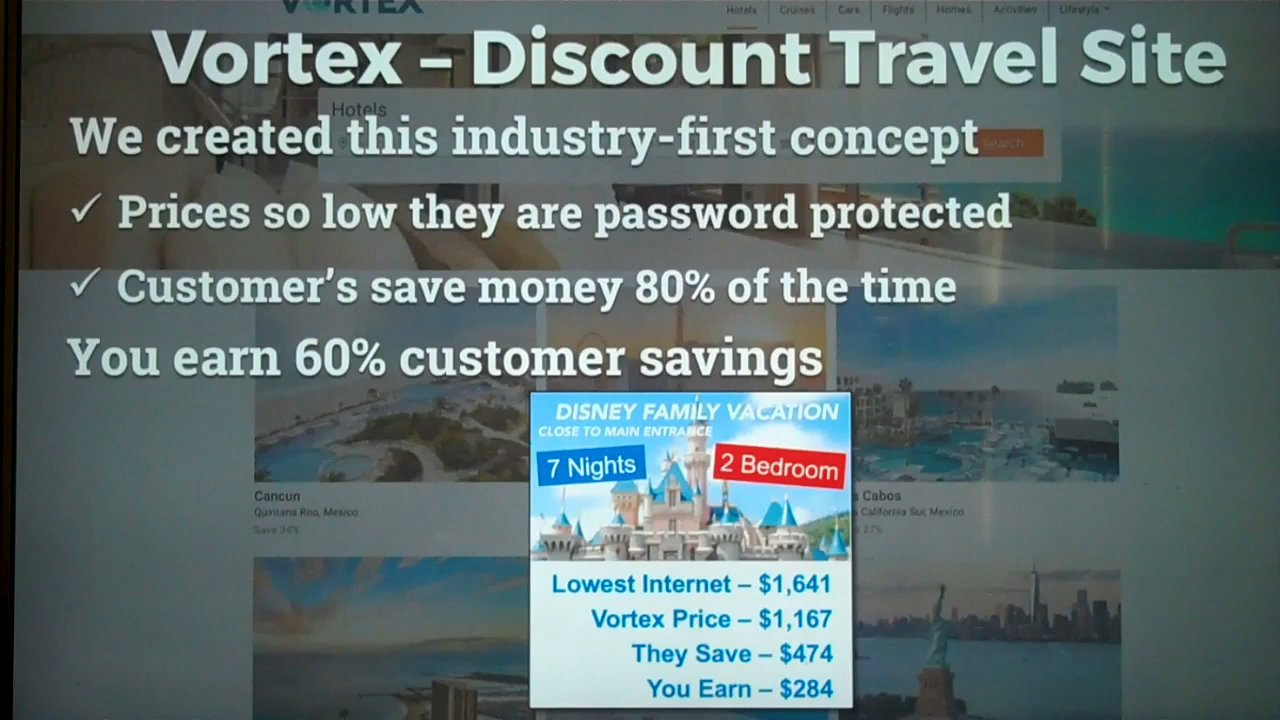 VORTEX
Hotels Cruises Cars Flights Homes Activities Lifestyle
Vortex – Discount Travel Site
Hotels
We created this industry-first concept
Search
✓ Prices so low they are password protected
✓ Customer's save money 80% of the time
You earn 60% customer savings
DISNEY FAMILY VACATION
CLOSE TO MAIN ENTRANCE
7 Nights
2 Bedroom
Cancun
Quintana Roo, Mexico
Save 34%
Cabos
California Sur, Mexico
27%
Lowest Internet – $1,641
Vortex Price – $1,167
They Save – $474
You Earn – $284